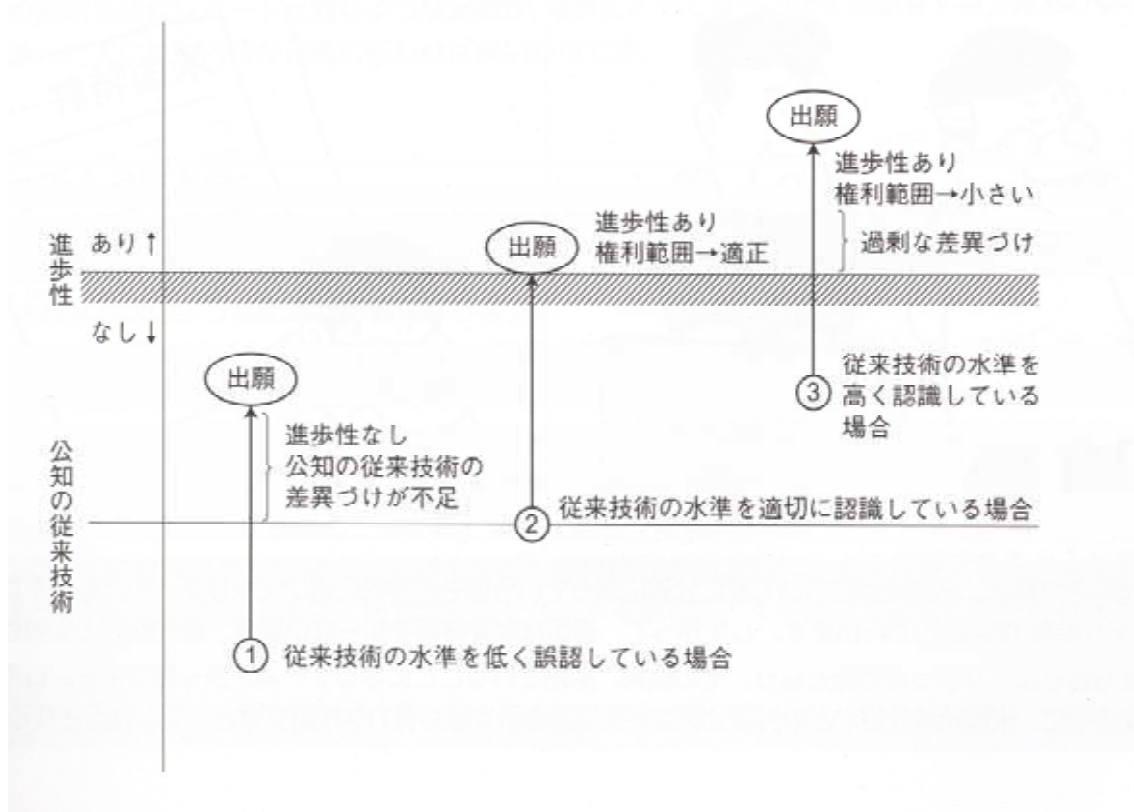 出願
進歩性あり
権利範囲→小さい
過剰な差異づけ
出願
進歩性あり
権利範囲→適正
進歩性
あり↑
なし↓
出願
進歩性なし
公知の従来技術の
差異づけが不足
③
従来技術の水準を
高く認識している
場合
公知の従来技術
② 従来技術の水準を適切に認識している場合
① 従来技術の水準を低く誤認している場合